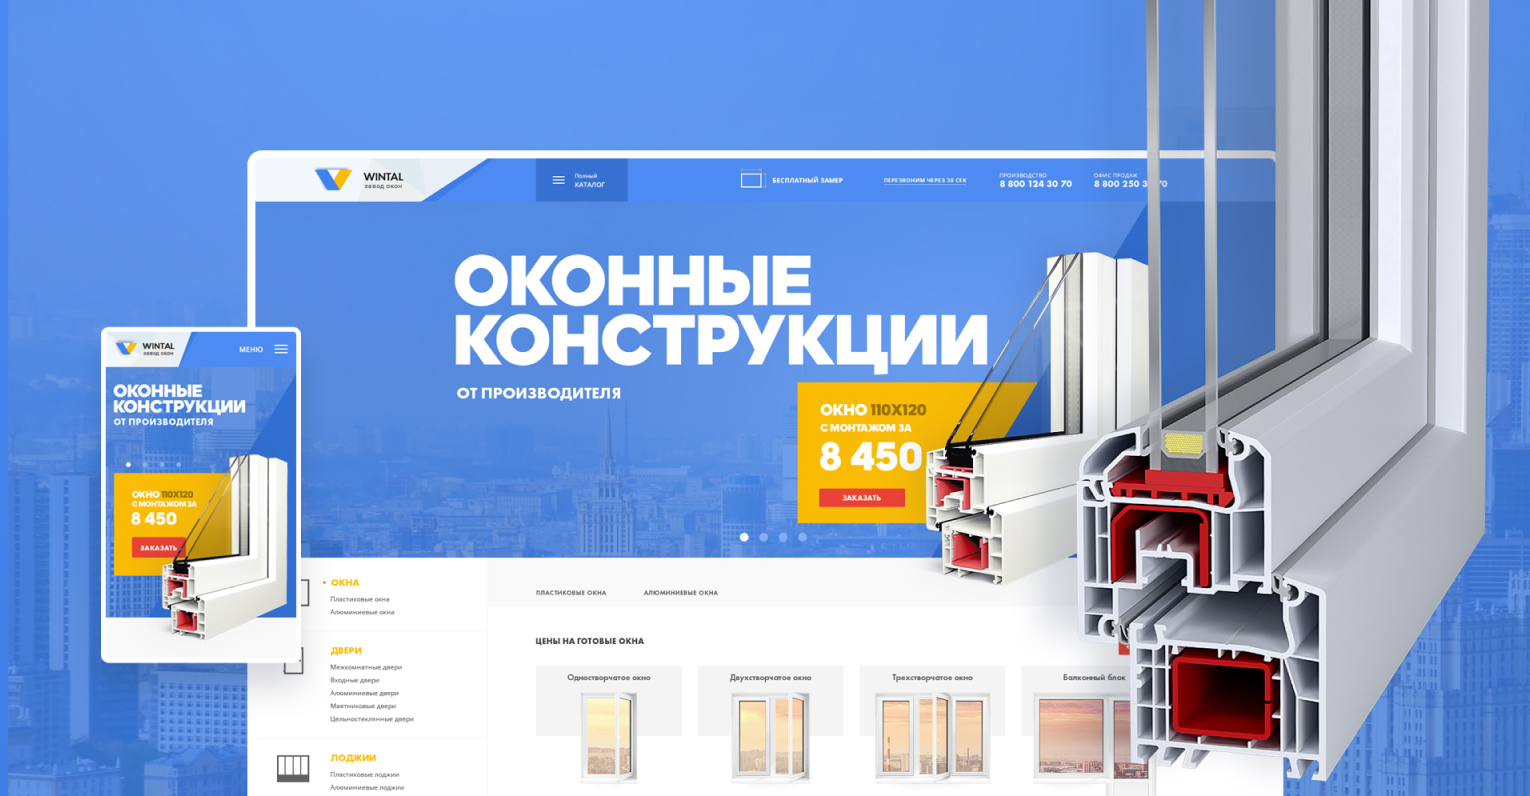 WINTAL
завод окон
Полный
КАТАЛОГ
БЕСПЛАТНЫЙ ЗАМЕР
ПЕРЕЗВОНИМ ЧЕРЕЗ 30 СЕК
ПРОИЗВОДСТВО
8 800 124 30 70
ОФИС ПРОДАЖ
8 800 250 3 70
ОКОННЫЕ
КОНСТРУКЦИИ
ОТ ПРОИЗВОДИТЕЛЯ
ОКНО 110Х120
С МОНТАЖОМ ЗА
8 450
ЗАКАЗАТЬ
WINTAL
завод окон
МЕНЮ
ОКОННЫЕ
КОНСТРУКЦИИ
ОТ ПРОИЗВОДИТЕЛЯ
ОКНО 110Х120
С МОНТАЖОМ ЗА
8 450
ЗАКАЗАТЬ
ОКНА
Пластиковые окна
Алюминиевые окна
ДВЕРИ
Межкомнатные двери
Входные двери
Алюминиевые двери
Маятниковые двери
Цельностеклянные двери
ЛОДЖИИ
Пластиковые лоджии
Алюминиевые лоджии
ПЛАСТИКОВЫЕ ОКНА
АЛЮМИНИЕВЫЕ ОКНА
ЦЕНЫ НА ГОТОВЫЕ ОКНА
Одностворчатое окно
Двухстворчатое окно
Трехстворчатое окно
Балконный блок